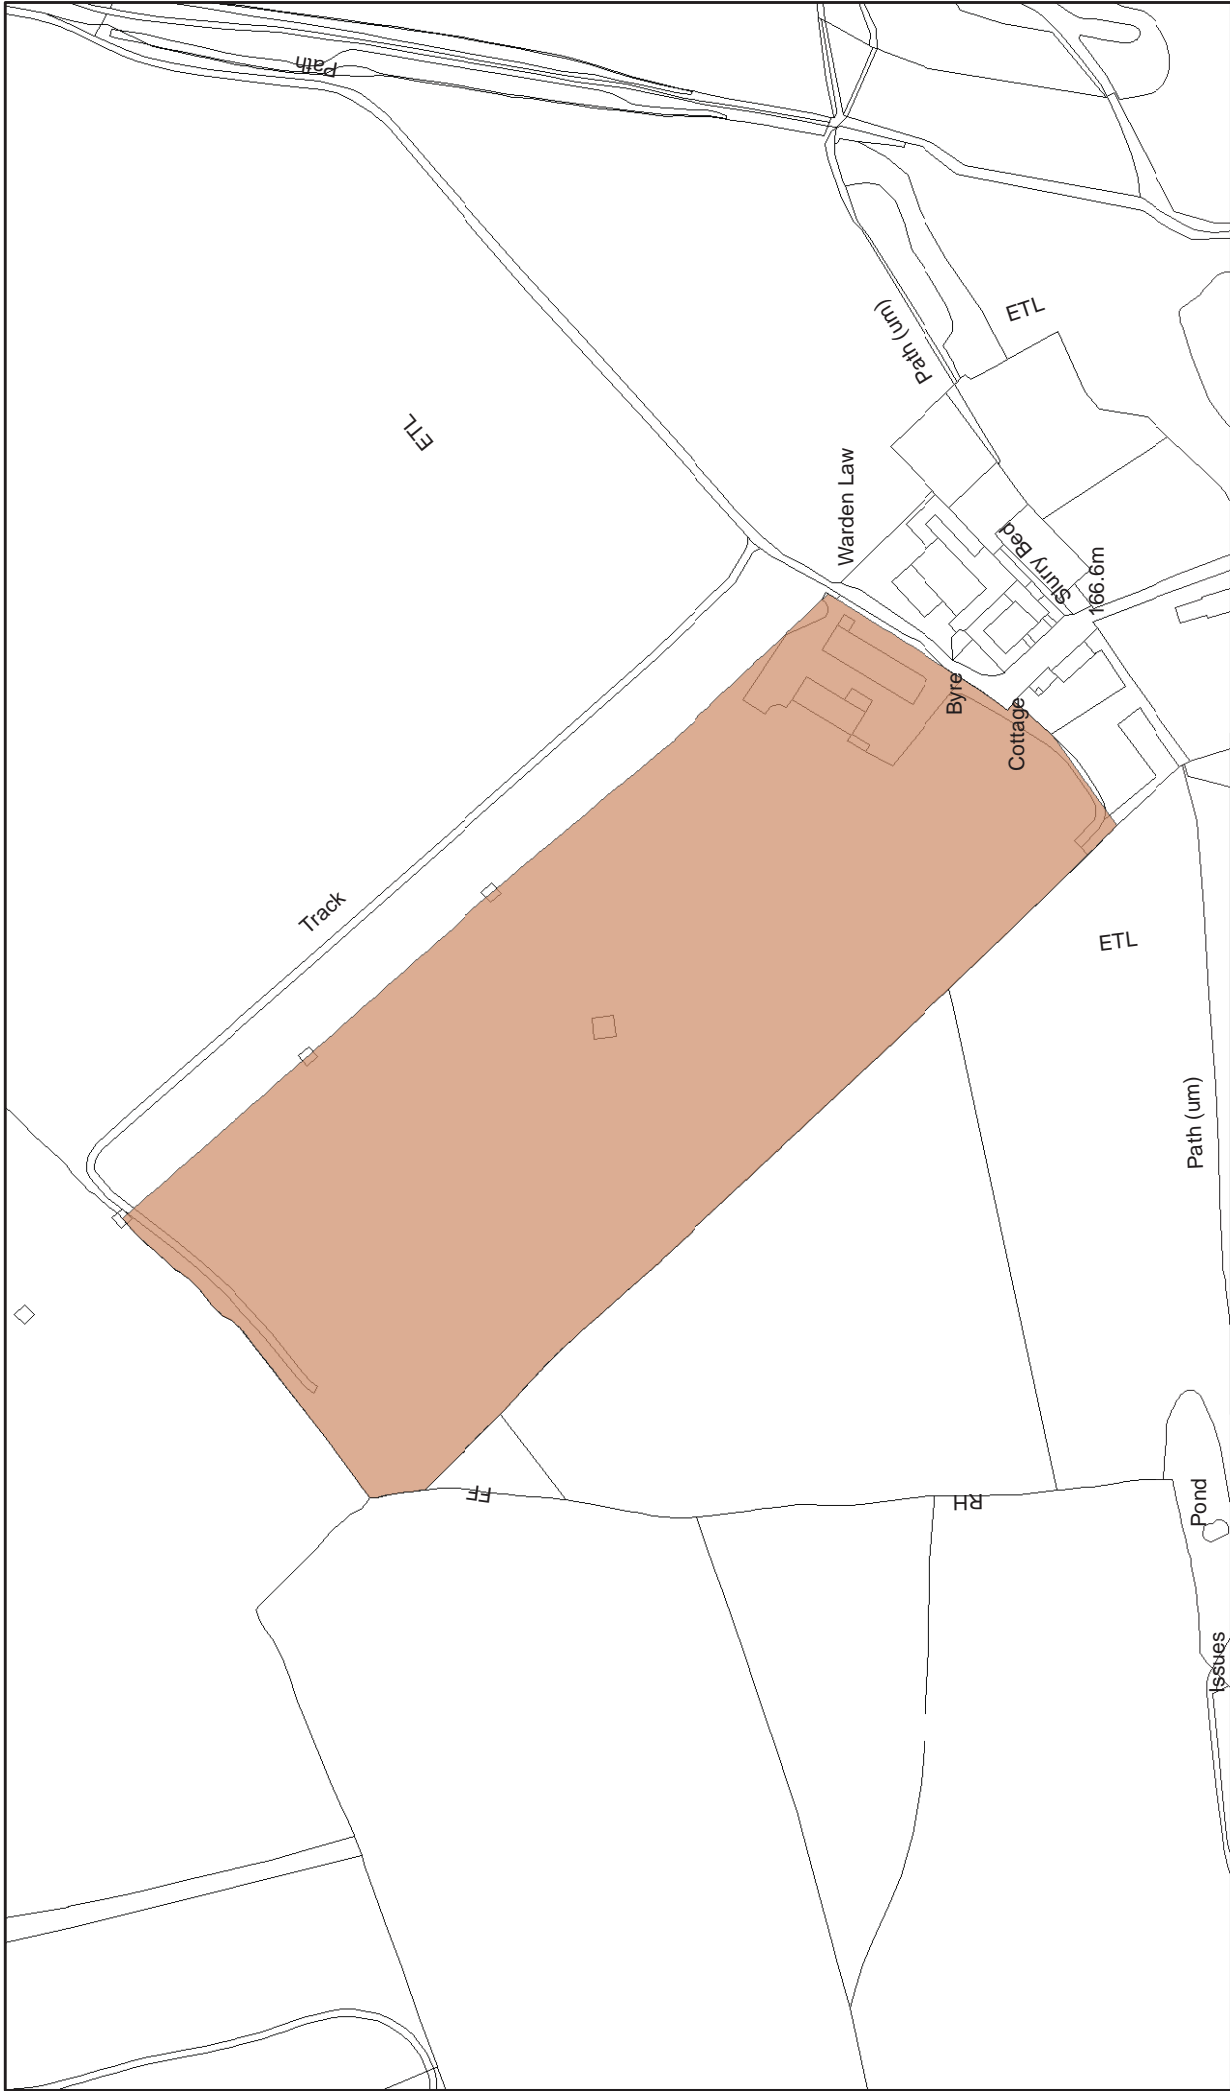 Path
ETL
Path (um)
ETL
Warden Law
Slurry Bed
166.6m
Byre
Cottage
Track
ETL
Path (um)
FF
RH
Pond
Issues